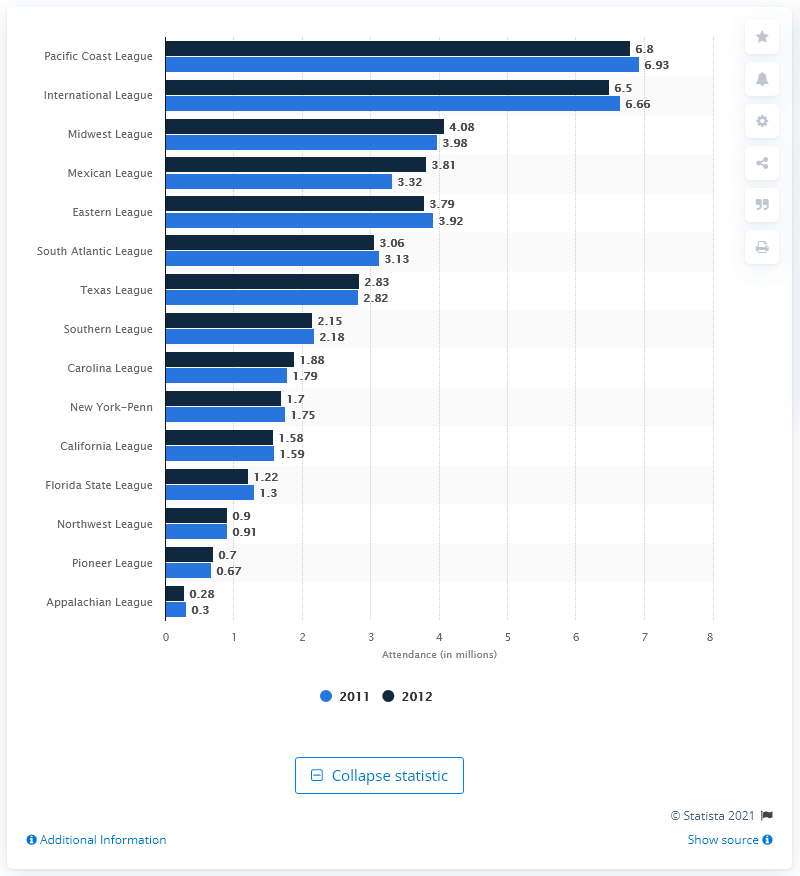 Pacific Coast League 6.8
6.93
International League 6.5
6.66
Midwest League 4.08
3.98
Mexican League 3.81
3.32
Eastern League 3.79
3.92
South Atlantic League 3.06
3.13
Texas League 2.83
2.82
Southern League 2.15
2.18
Carolina League 1.88
1.79
New York-Penn 1.7
1.75
California League 1.58
1.59
Florida State League 1.22
1.3
Northwest League 0.9
0.91
Pioneer League 0.7
0.67
Appalachian League 0.28
0.3
0 1 2 3 4 5 6 7 8
Attendance (in millions)
2011 2012
Collapse statistic
© Statista 2021
Additional Information Show source